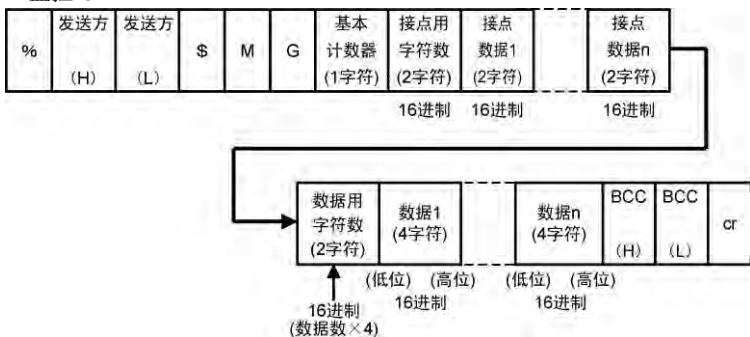 %
发送方
(H)
发送方
(L)
$
M
G
基本
计数器
(1字符)
接点用
字符数
(2字符)
接点
数据1
(2字符)
接点
数据n
(2字符)
16进制
16进制
16进制
数据用
字符数
(2字符)
数据1
(4字符)
数据n
(4字符)
BCC
(H)
BCC
(L)
cr
(低位)
(高位)
(低位)
(高位)
16进制
16进制
16进制
(数据数×4)